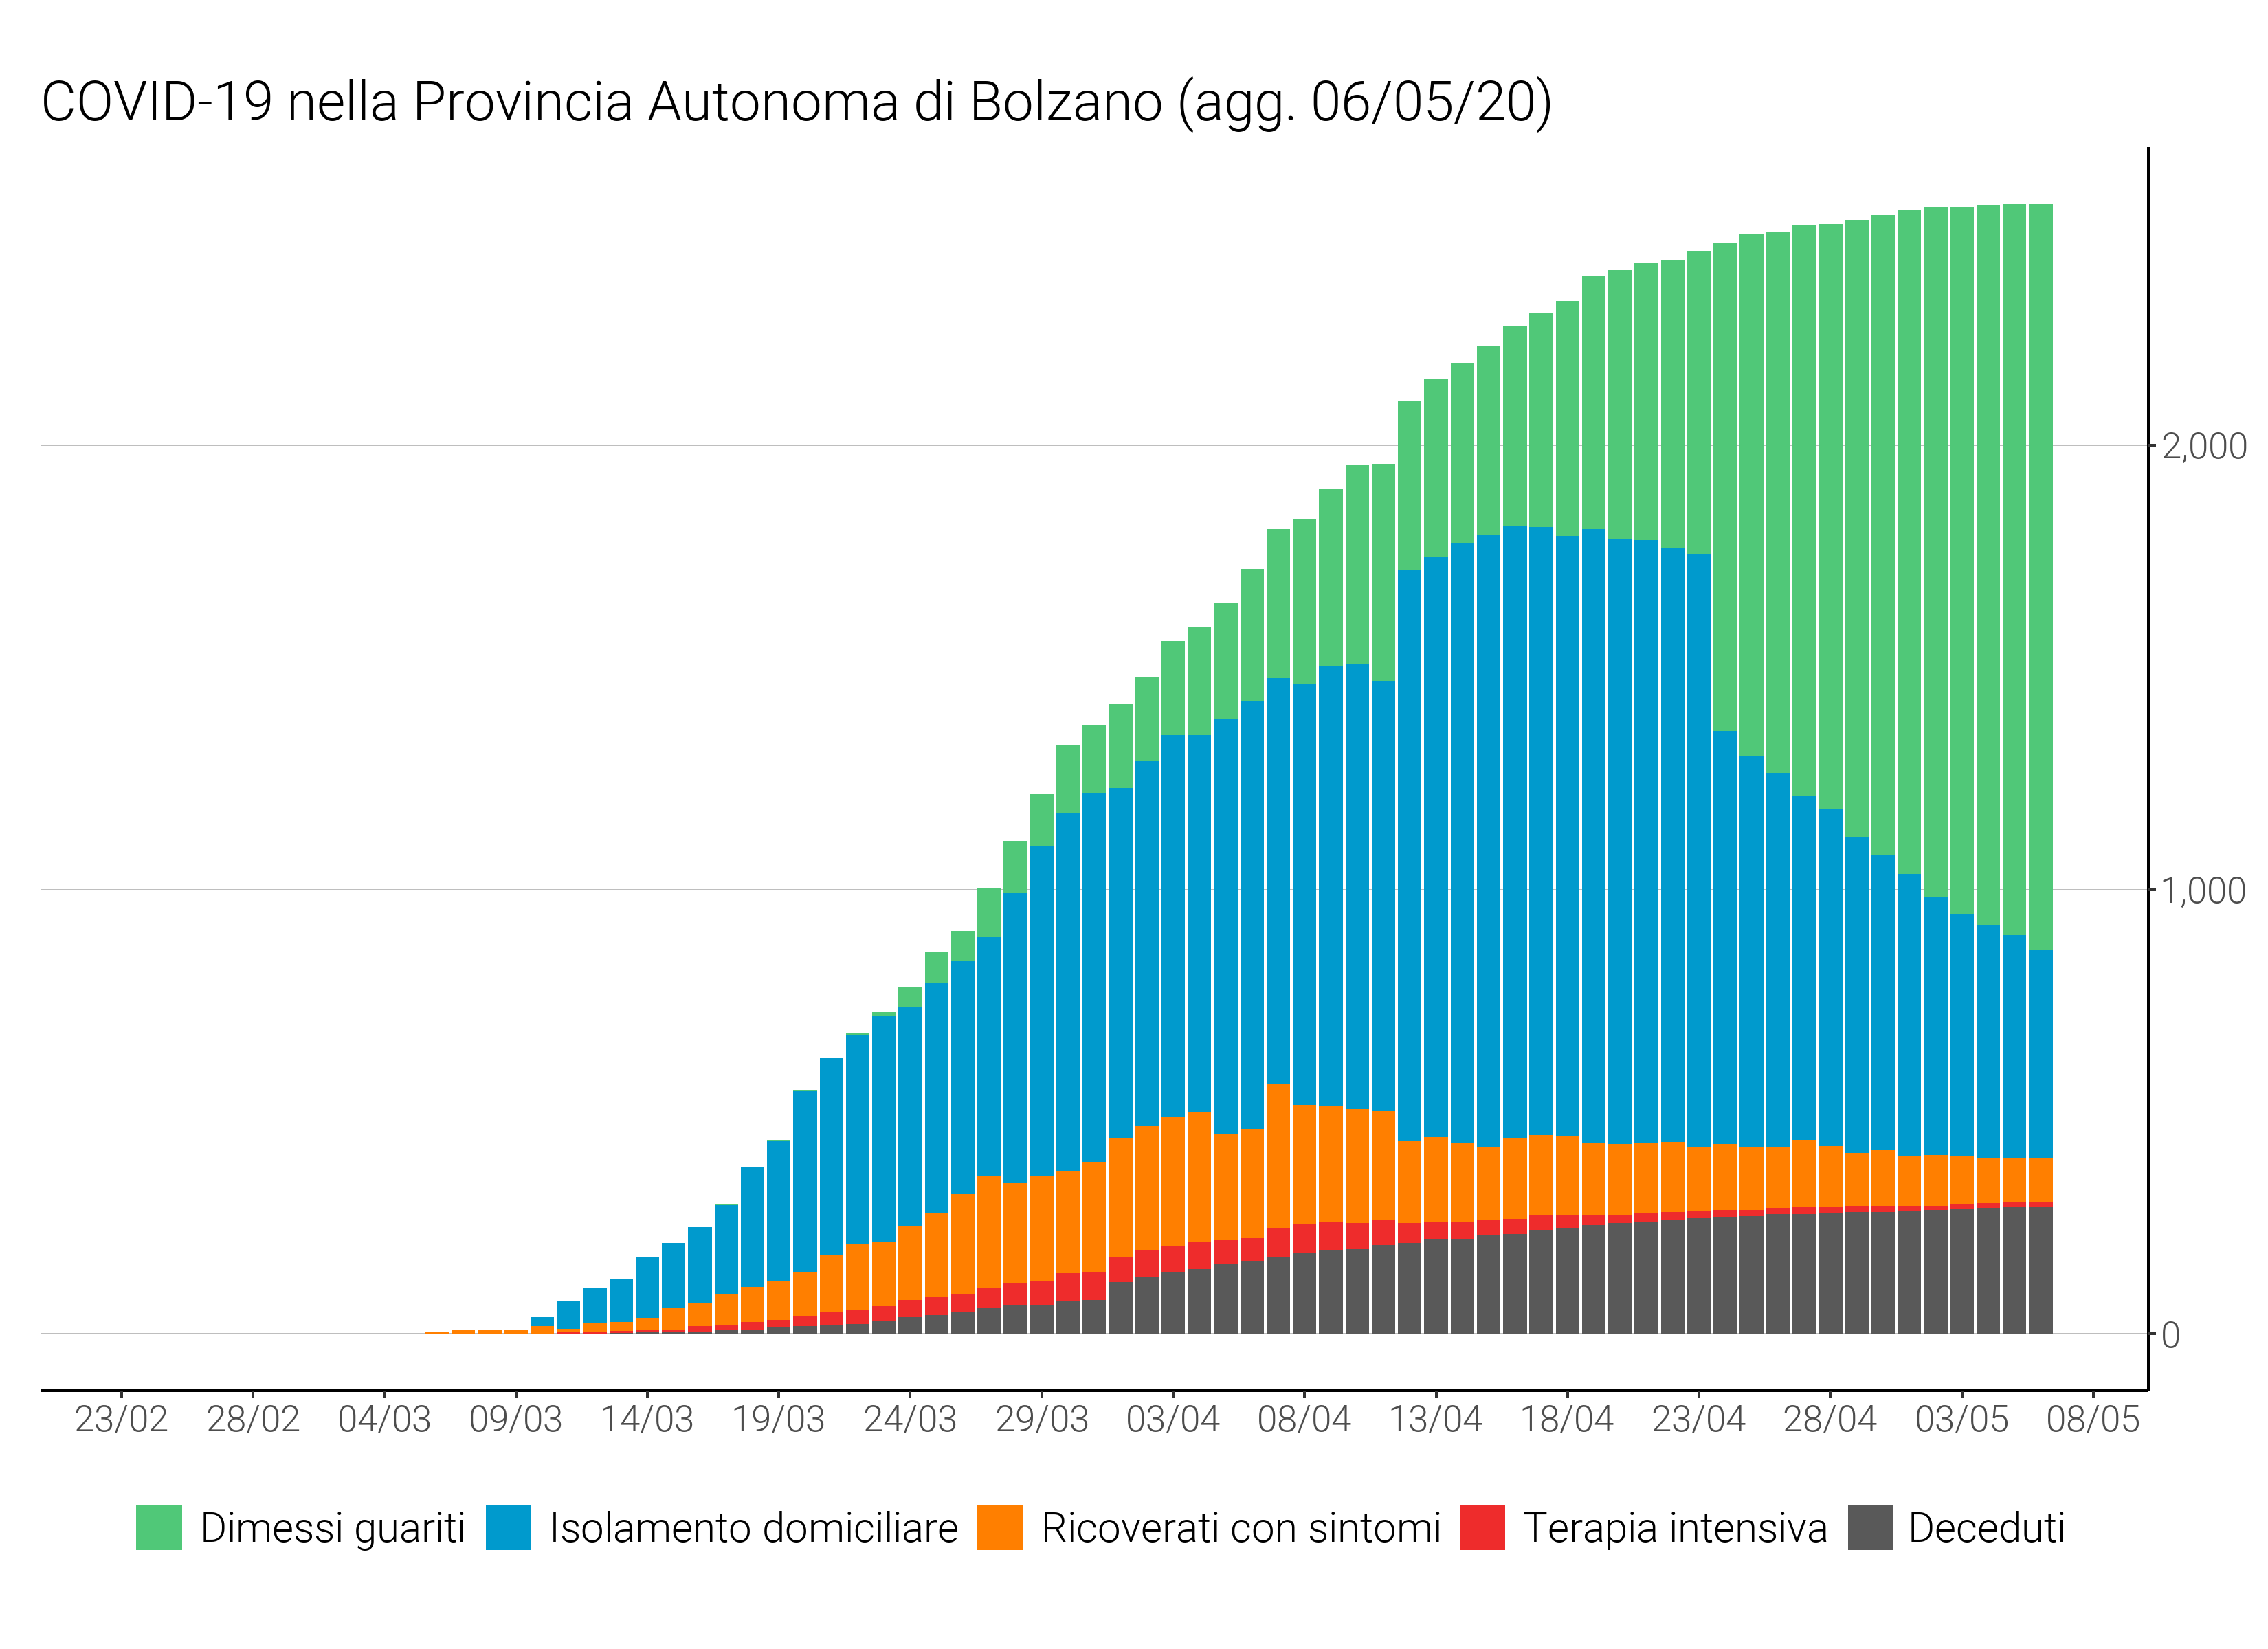 COVID-19 nella Provincia Autonoma di Bolzano (agg. 06/05/20)
2,000
1,000
0
23/02 28/02 04/03 09/03 14/03 19/03 24/03 29/03 03/04 08/04 13/04 18/04 23/04 28/04 03/05 08/05
Dimessi guariti Isolamento domiciliare Ricoverati con sintomi Terapia intensiva Deceduti